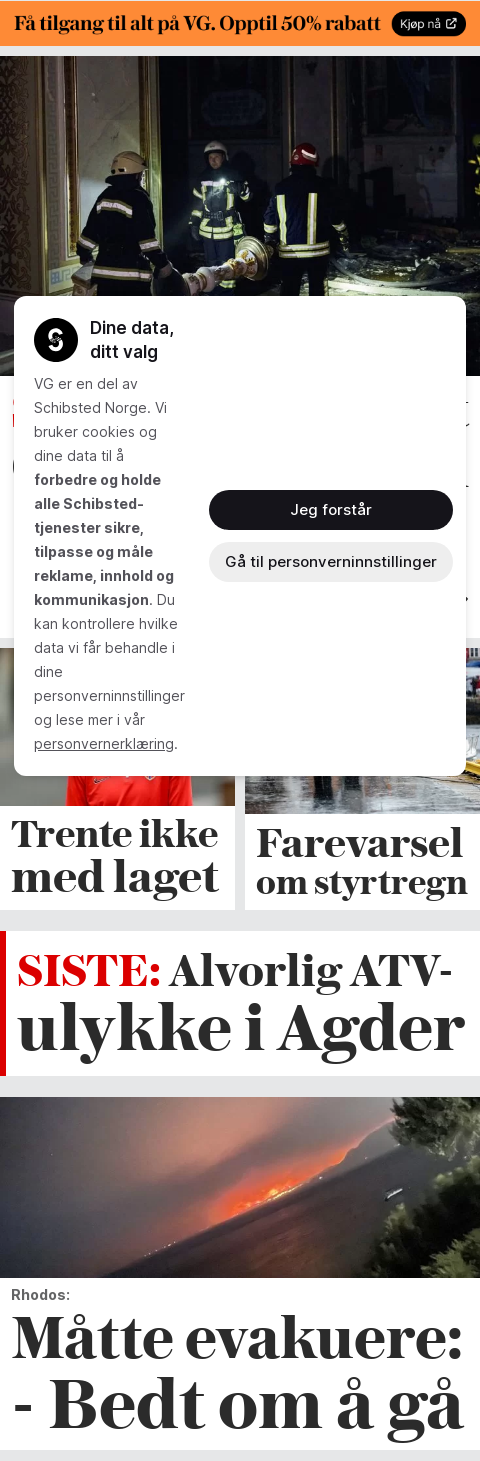 Få tilgang til alt på VG. Opptil 50% rabatt
Kjøp nå
Dine data,
ditt valg
VG er en del av
Schibsted Norge. Vi
bruker cookies og
dine data til å
forbedre og holde
alle Schibsted-
tjenester sikre,
tilpasse og måle
reklame, innhold og
kommunikasjon. Du
kan kontrollere hvilke
data vi får behandle i
dine
personverninnstillinger
og lese mer i vår
personvernerklæring.
Jeg forstår
Gå til personverninnstillinger
Trente ikke
med laget
Farevarsel
om styrtregn
SISTE: Alvorlig ATV-
ulykke i Agder
Rhodos:
Måtte evakuere:
- Bedt om å gå